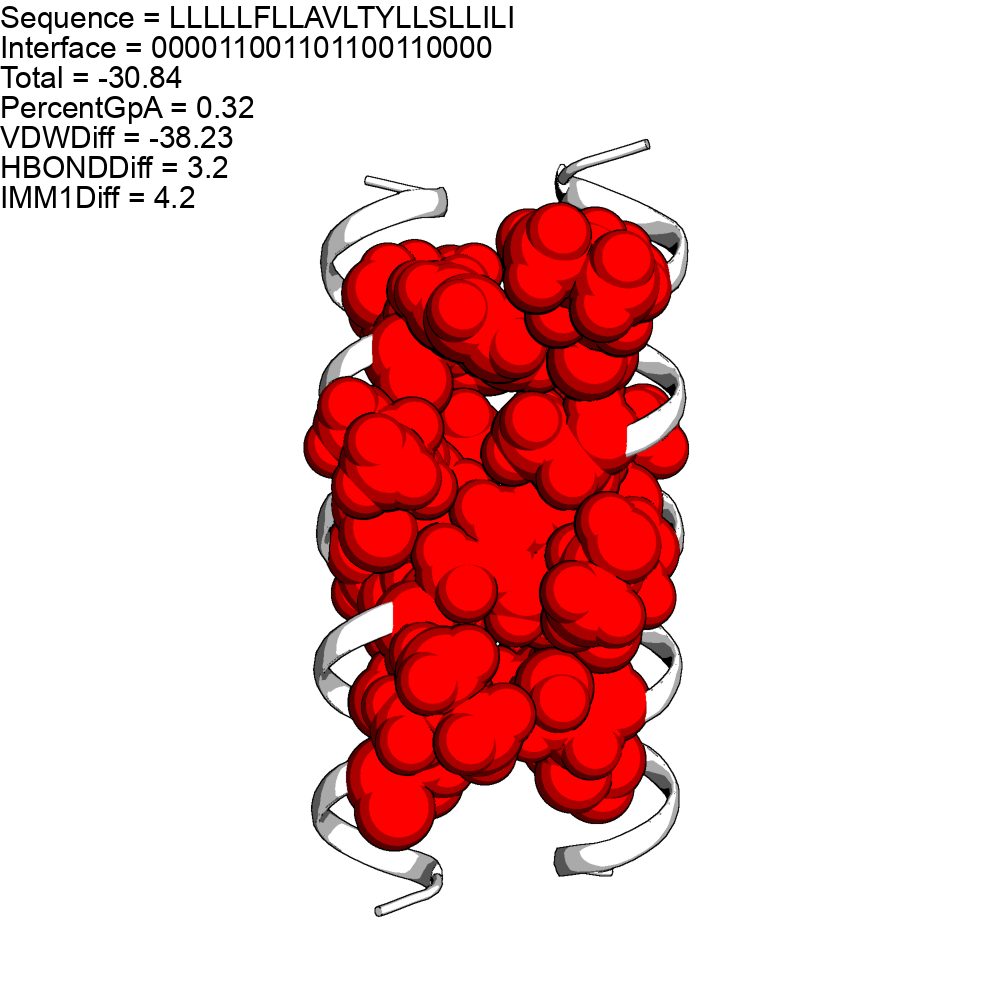 Sequence = LLLLLFLLAVLTYLLSLLILI
Interface = 000011001101100110000
Total = -30.84
PercentGpA = 0.32
VDWDiff = -38.23
HBONDDiff = 3.2
IMM1Diff = 4.2